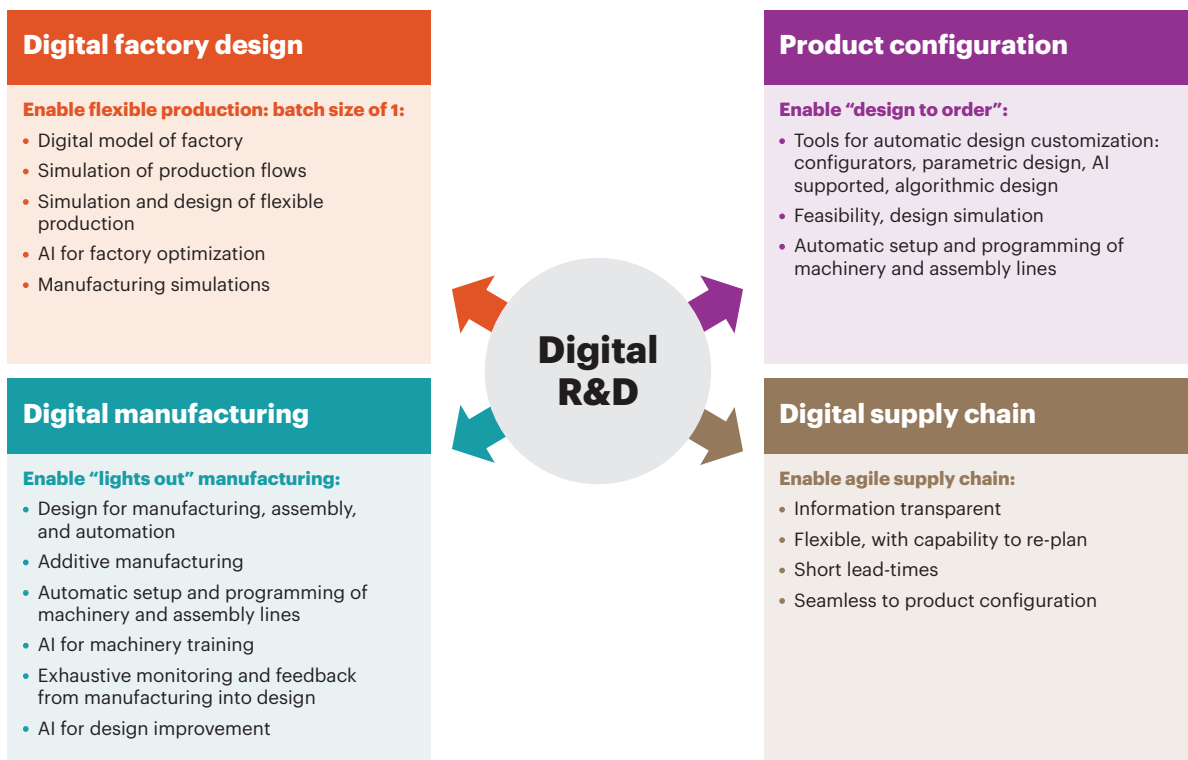 Digital factory design
Enable flexible production: batch size of 1:
• Digital model of factory
• Simulation of production flows
• Simulation and design of flexible
production
• AI for factory optimization
• Manufacturing simulations
Product configuration
Enable “design to order”:
• Tools for automatic design customization:
configurators, parametric design, AI
supported, algorithmic design
• Feasibility, design simulation
• Automatic setup and programming of
machinery and assembly lines
Digital
R&D
Digital manufacturing
Enable “lights out” manufacturing:
• Design for manufacturing, assembly,
and automation
• Additive manufacturing
• Automatic setup and programming of
machinery and assembly lines
• AI for machinery training
• Exhaustive monitoring and feedback
from manufacturing into design
• AI for design improvement
Digital supply chain
Enable agile supply chain:
• Information transparent
• Flexible, with capability to re-plan
• Short lead-times
• Seamless to product configuration